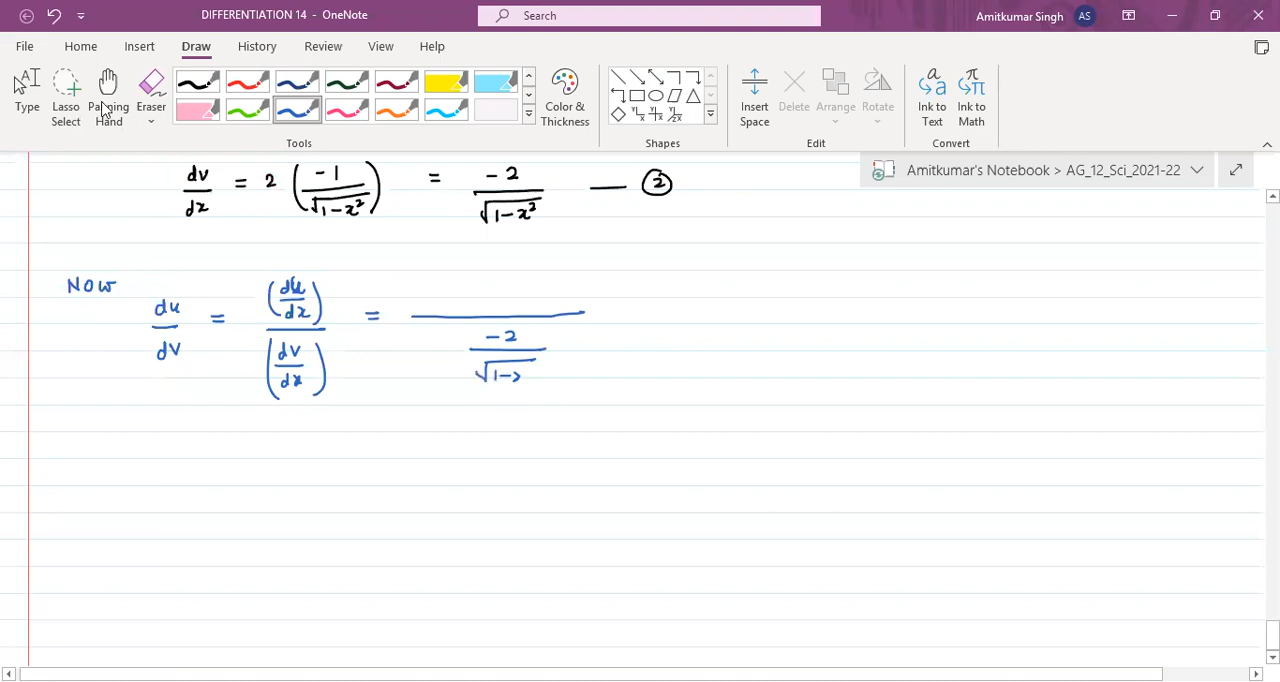 DIFFERENTIATION 14 - OneNote
Search
Amitkumar Singh AS
File Home Insert Draw History Review View Help
Type Lasso Select Panning Hand Eraser
Color & Thickness
Insert Space Delete Arrange Rotate
Ink to Text Ink to Math
Tools Shapes Edit Convert
Amitkumar's Notebook > AG_12_Sci_2021-22
dv/dx = 2 (-1/√(1-x²)) = -2/√(1-x²) — ②
Now
du/dv = (du/dx)/(dv/dx) = /(-2/√(1-